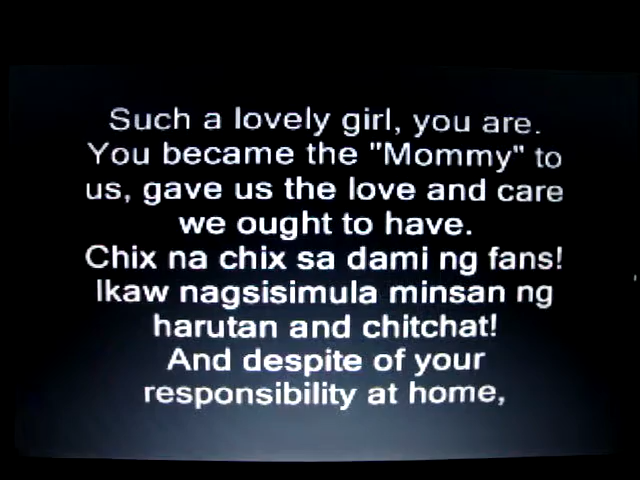 Such a lovely girl, you are.
You became the "Mommy" to
us, gave us the love and care
we ought to have.
Chix na chix sa dami ng fans!
Ikaw nagsisimula minsan ng
harutan and chitchat!
And despite of your
responsibility at home,